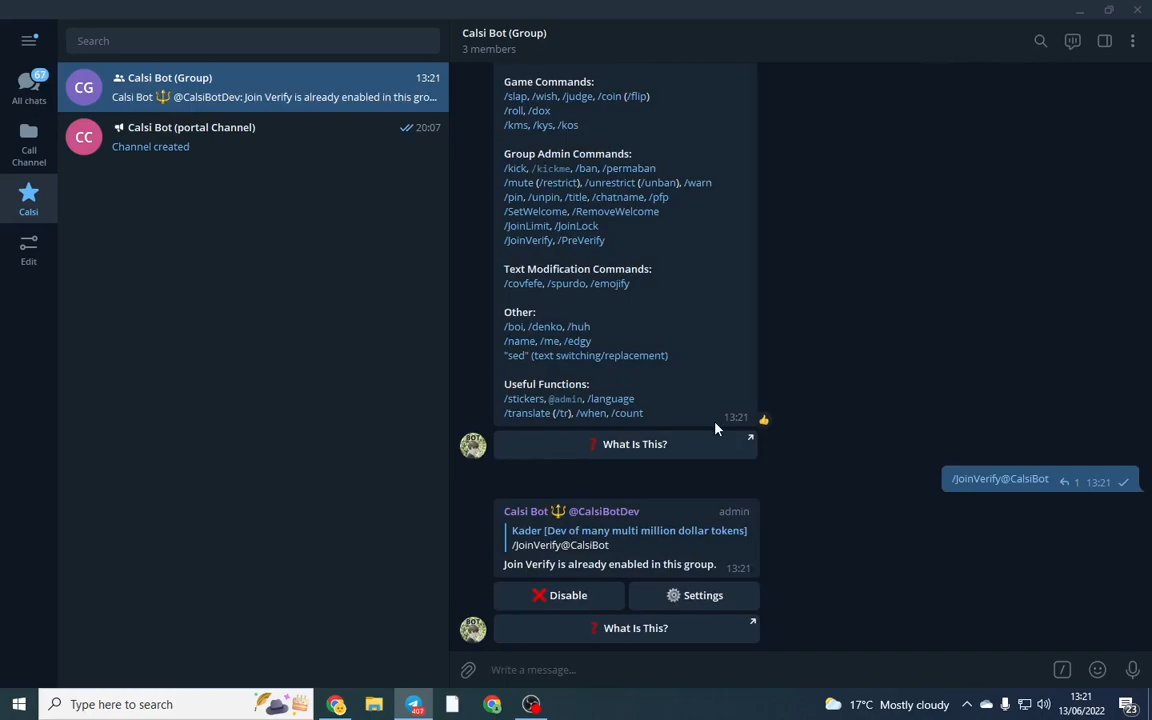 Search
Calsi Bot (Group)
3 members
67
All chats
Call
Channel
Calsi
Edit
CG
Calsi Bot (Group)
13:21
Calsi Bot 🔱 @CalsiBotDev: Join Verify is already enabled in this gro...
CC
Calsi Bot (portal Channel)
20:07
Channel created
Game Commands:
/slap, /wish, /judge, /coin (/flip)
/roll, /dox
/kms, /kys, /kos
Group Admin Commands:
/kick, /kickme, /ban, /permaban
/mute (/restrict), /unrestrict (/unban), /warn
/pin, /unpin, /title, /chatname, /pfp
/SetWelcome, /RemoveWelcome
/JoinLimit, /JoinLock
/JoinVerify, /PreVerify
Text Modification Commands:
/covfefe, /spurdo, /emojify
Other:
/boi, /denko, /huh
/name, /me, /edgy
"sed" (text switching/replacement)
Useful Functions:
/stickers, @admin, /language
/translate (/tr), /when, /count
13:21 👍
❓ What Is This?
/JoinVerify@CalsiBot
1 13:21
Calsi Bot 🔱 @CalsiBotDev
admin
Kader [Dev of many multi million dollar tokens]
/JoinVerify@CalsiBot
Join Verify is already enabled in this group.
13:21
❌ Disable
⚙️ Settings
❓ What Is This?
Write a message...
Type here to search
407
17°C Mostly cloudy
13:21
13/06/2022
23